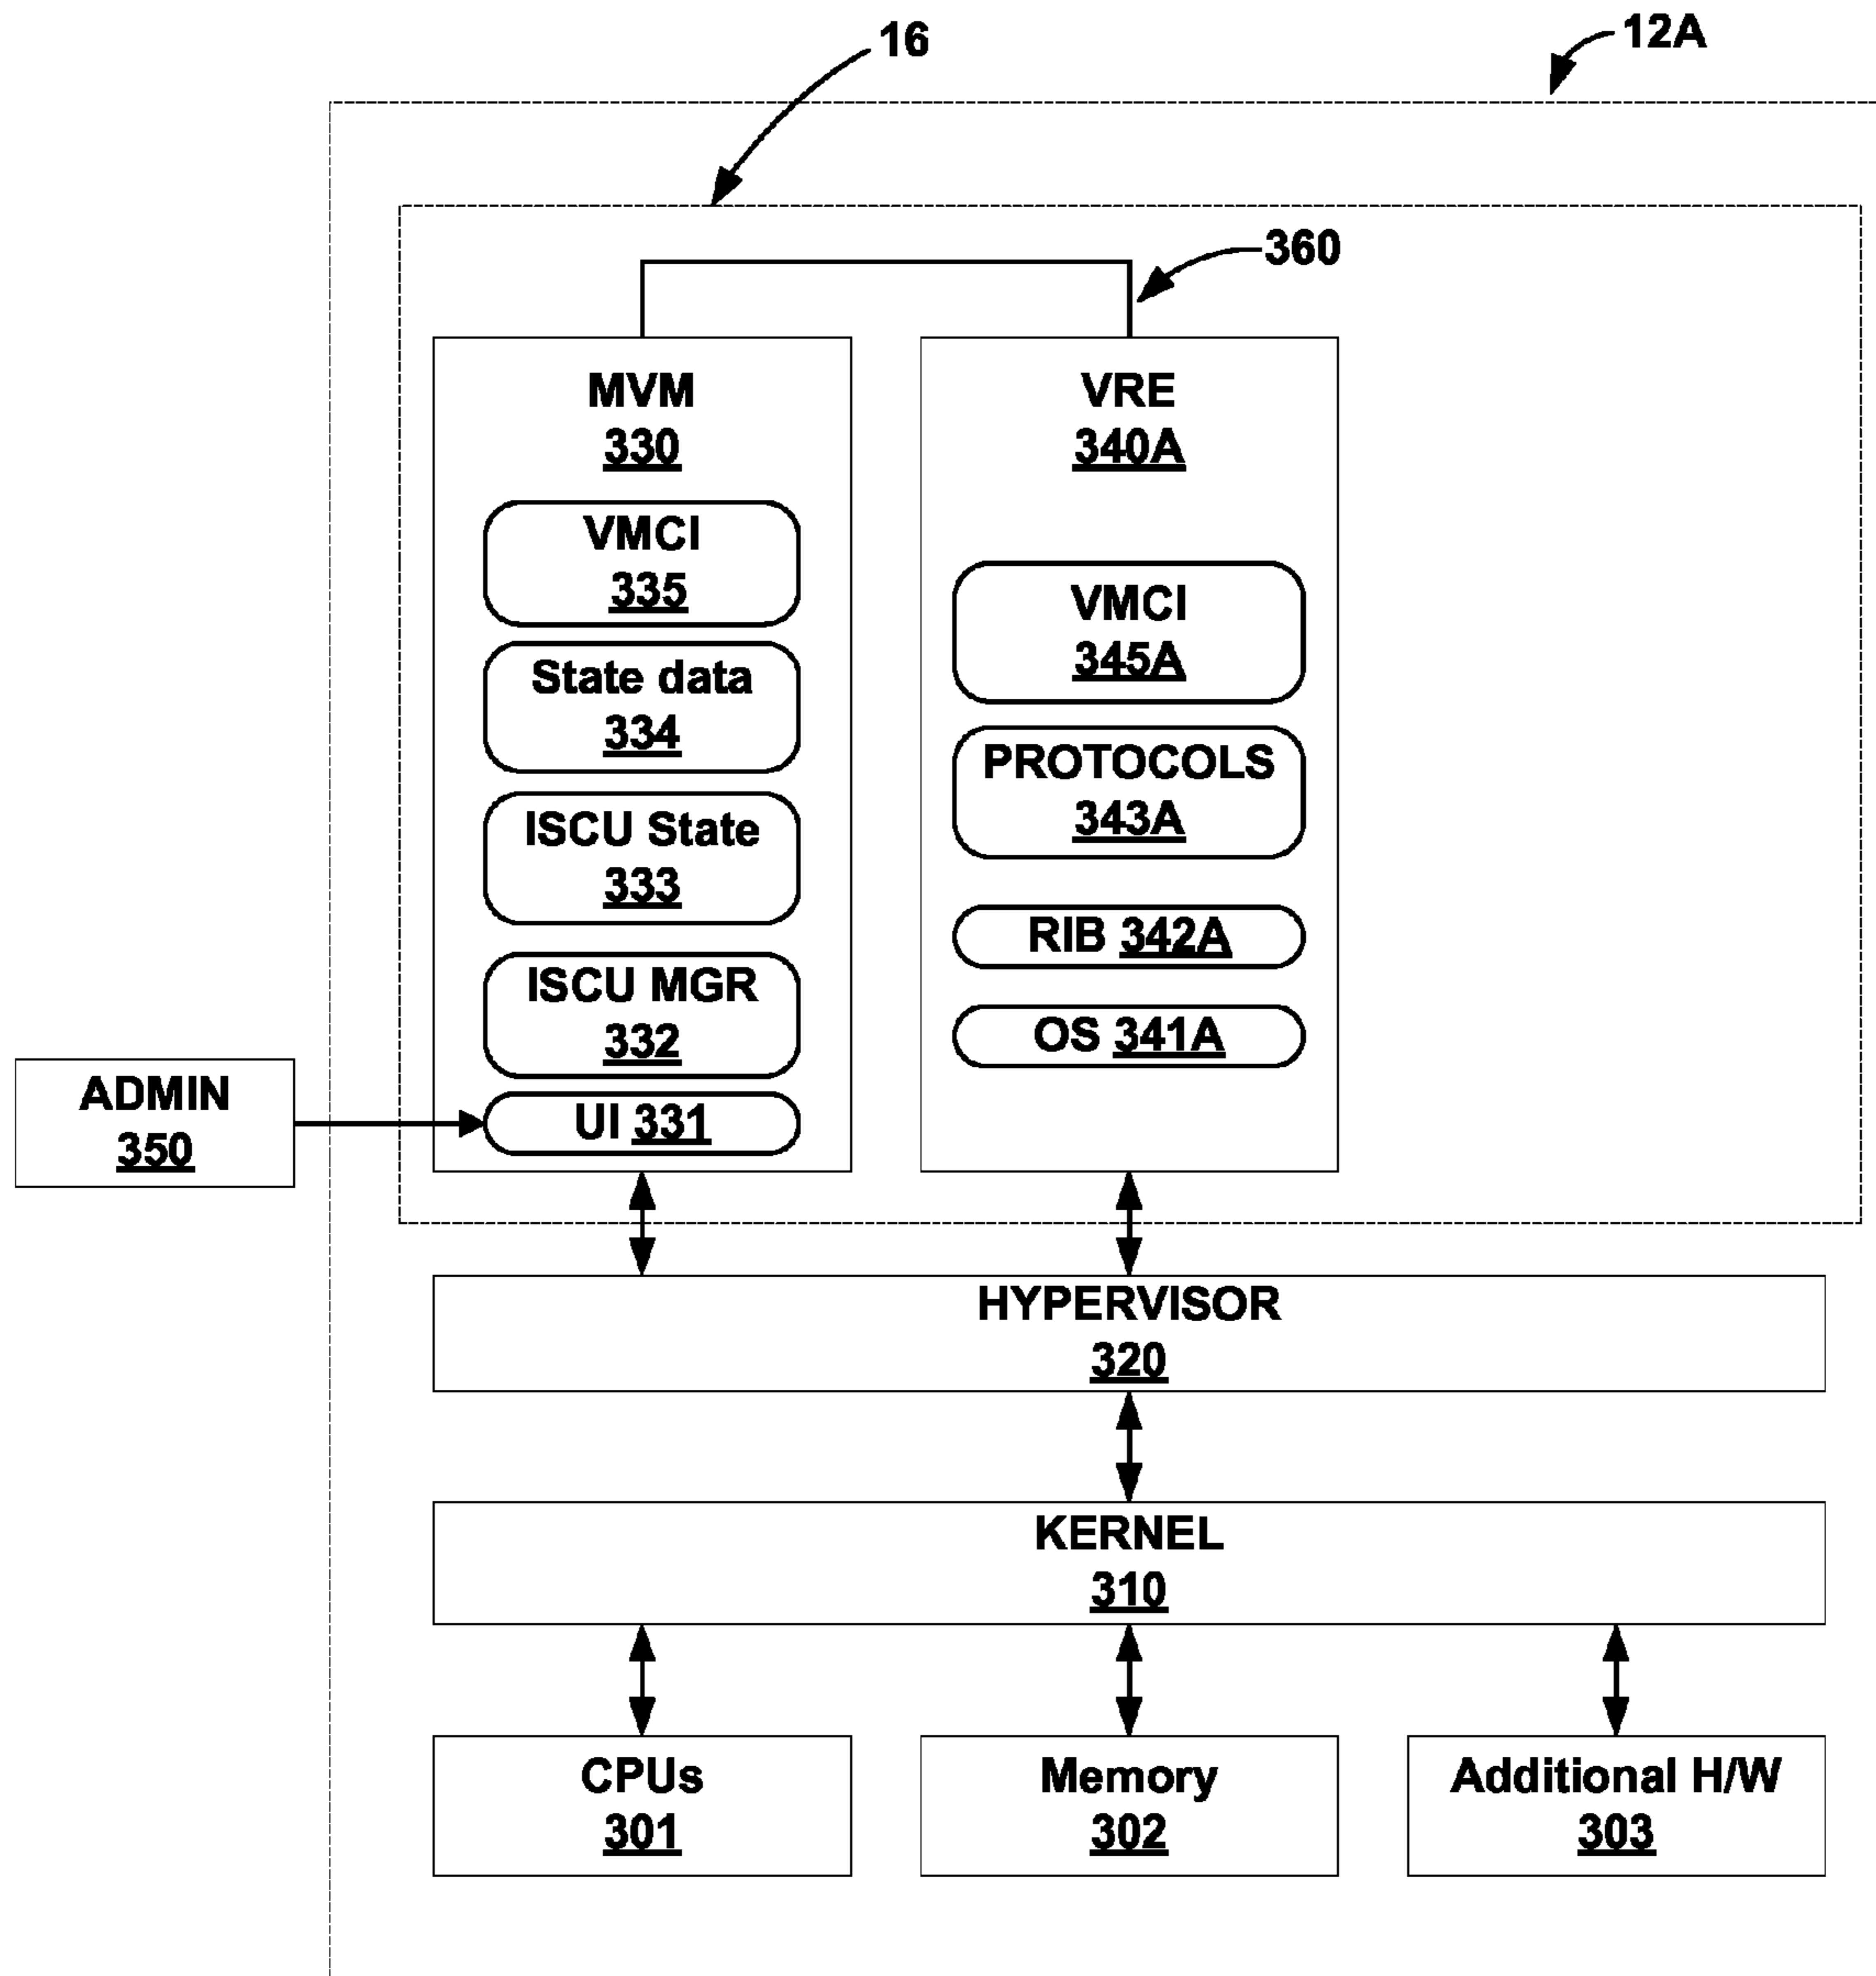 16
12A
360
MVM
330
VMCI
335
State data
334
ISCU State
333
ISCU MGR
332
UI 331
VRE
340A
VMCI
345A
PROTOCOLS
343A
RIB 342A
OS 341A
ADMIN
350
HYPERVISOR
320
KERNEL
310
CPUs
301
Memory
302
Additional H/W
303